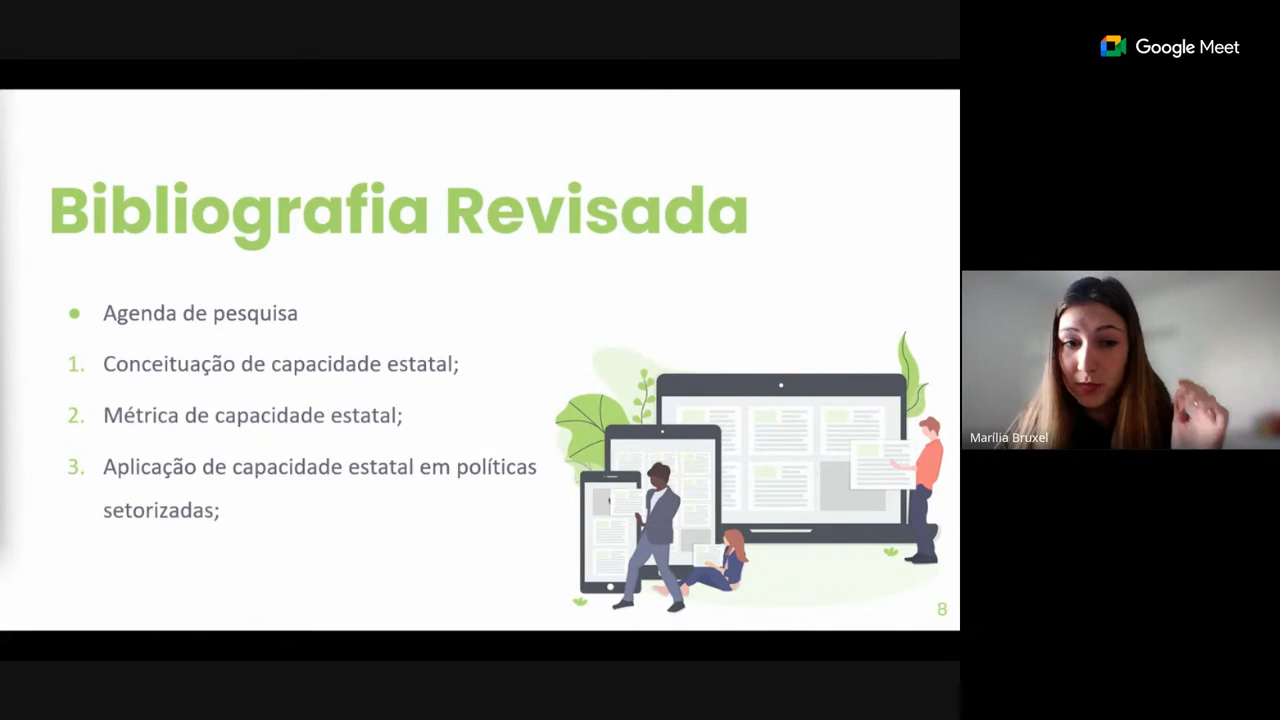 Google Meet
Bibliografia Revisada
● Agenda de pesquisa
1. Conceituação de capacidade estatal;
2. Métrica de capacidade estatal;
3. Aplicação de capacidade estatal em políticas
setorizadas;
8
Marília Bruxel